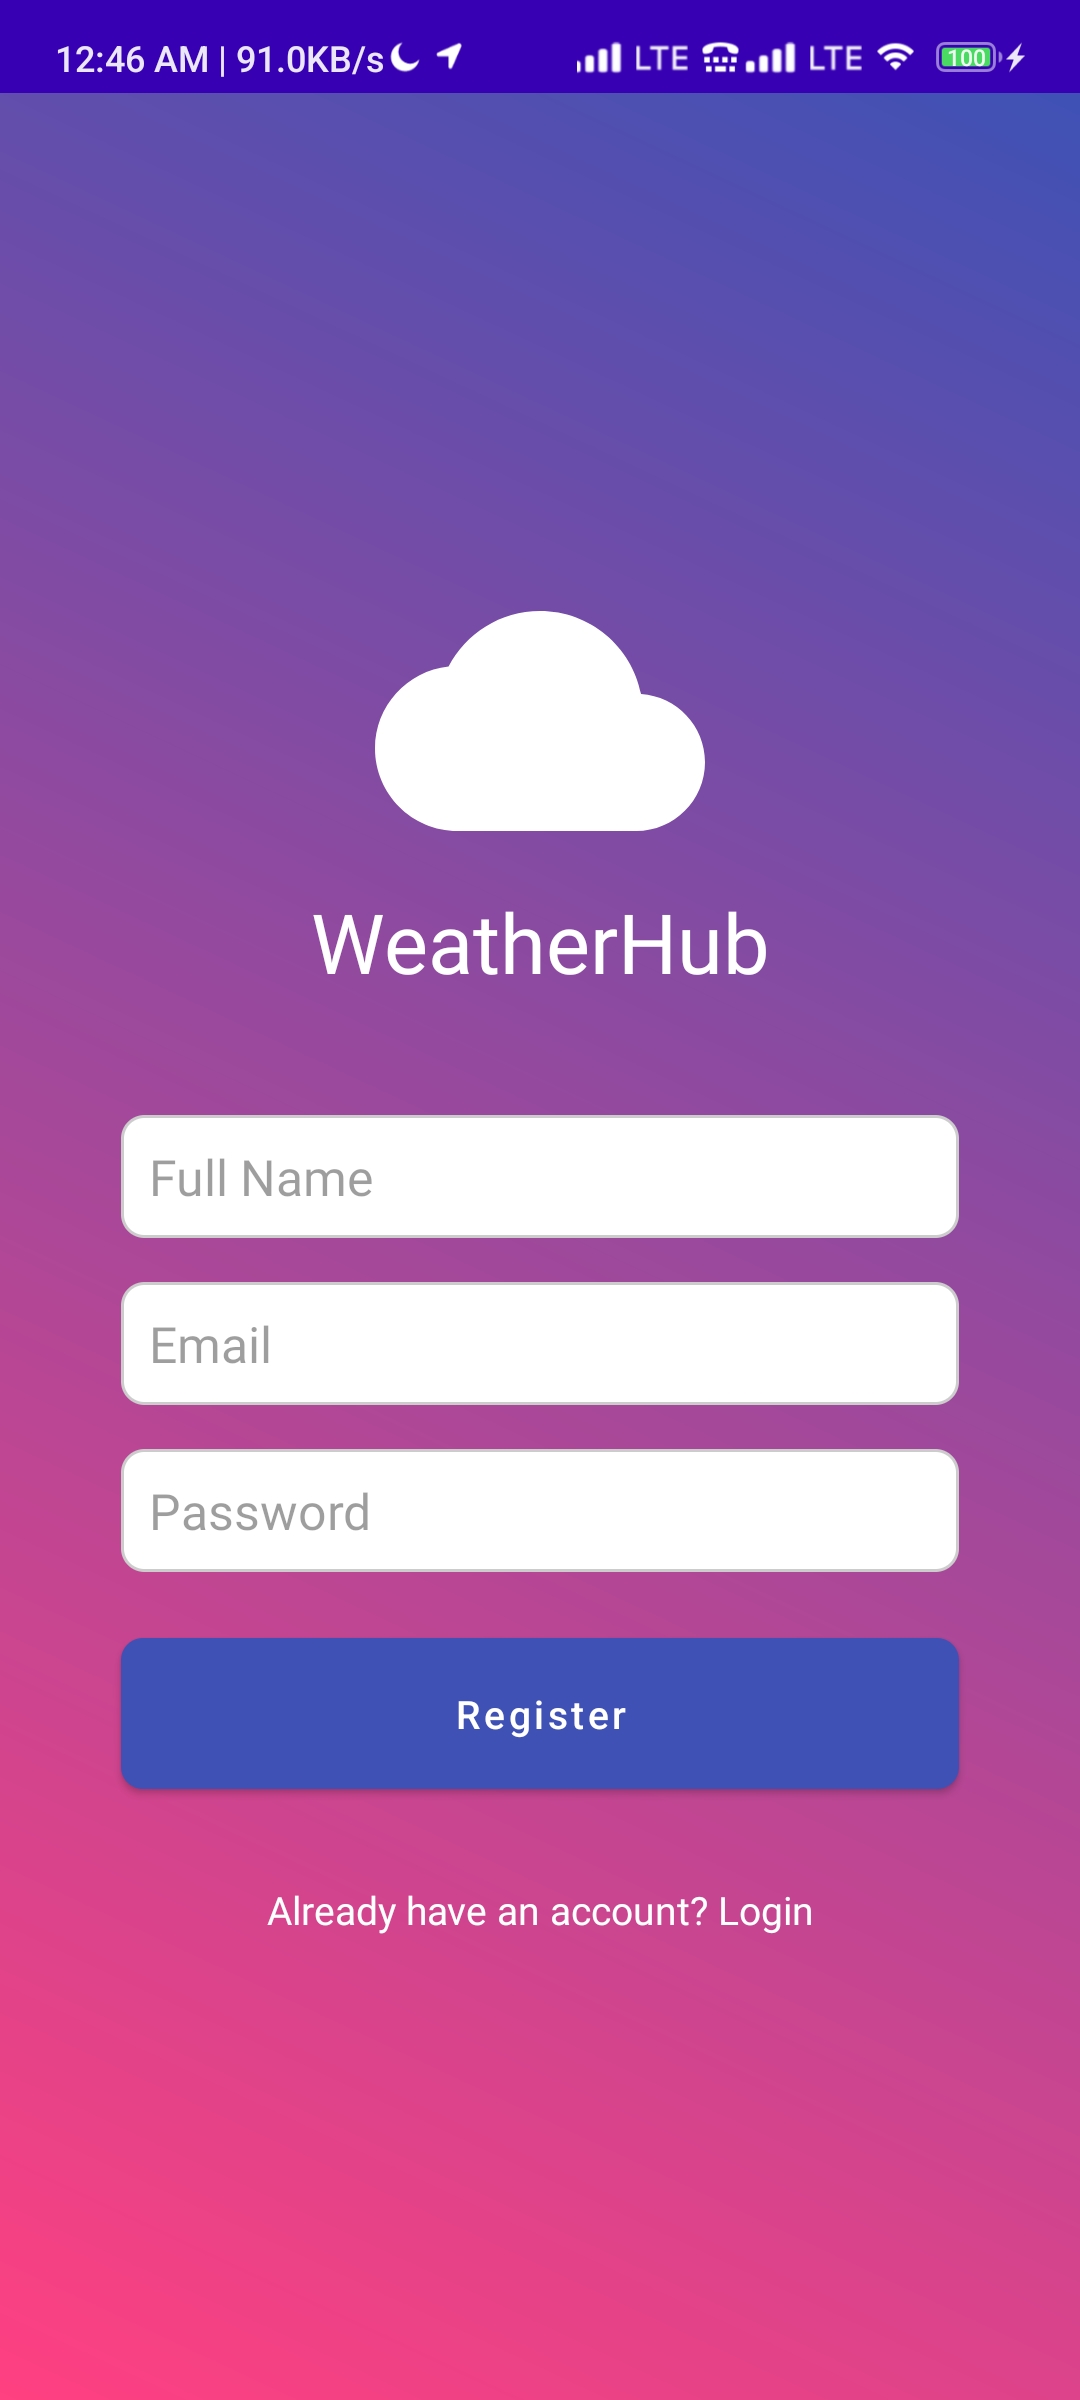 12:46 AM | 91.0KB/s LTE LTE 100
WeatherHub
Full Name
Email
Password
Register
Already have an account? Login